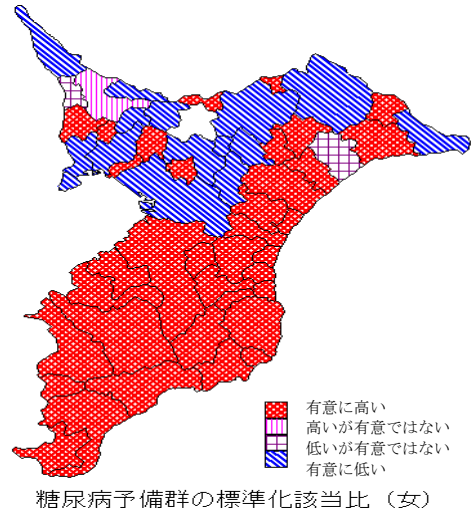 有意に高い
高いが有意ではない
低いが有意ではない
有意に低い
糖尿病予備群の標準化該当比（女）